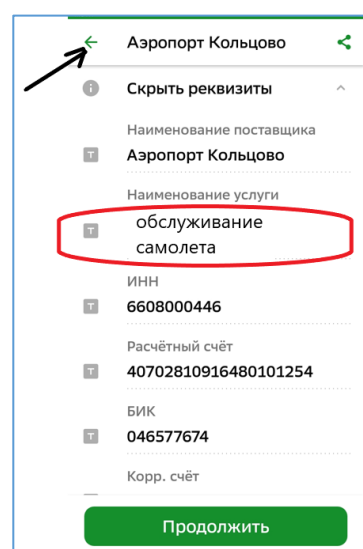 Аэропорт Кольцово
Скрыть реквизиты
Наименование поставщика
Аэропорт Кольцово
Наименование услуги
обслуживание
самолета
ИНН
6608000446
Расчётный счёт
40702810916480101254
БИК
046577674
Корр. счёт
Продолжить